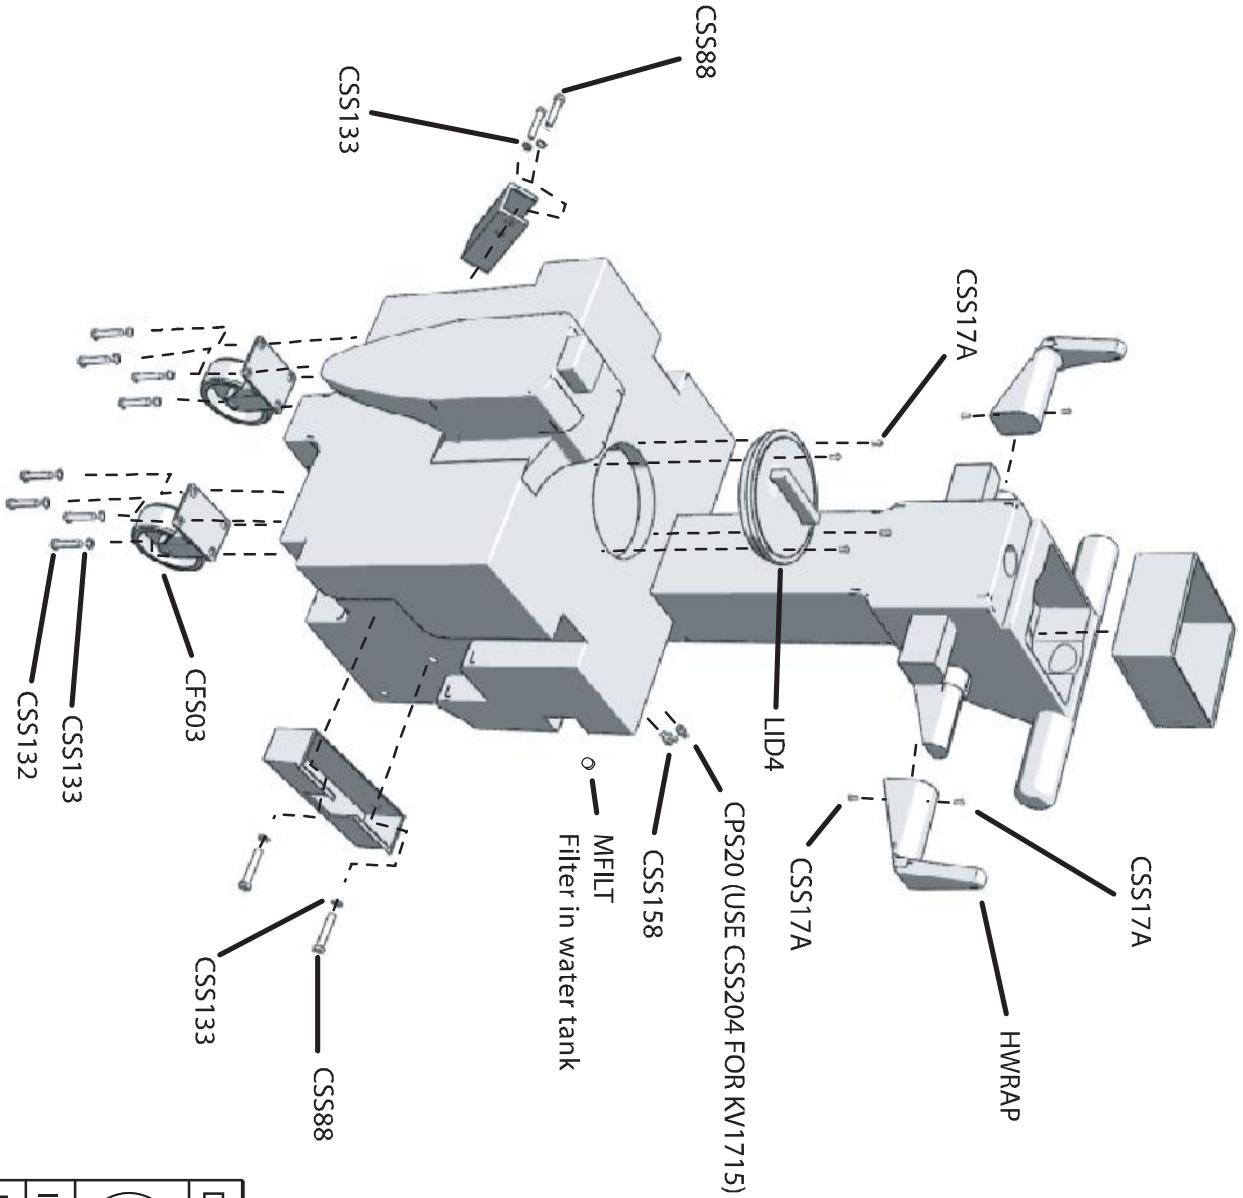 CSS88
CSS133
CSS17A
LID4
CFS03
CSS133
CSS132
CPS20 (USE CSS204 FOR KV1715)
CSS158
MFILT
Filter in water tank
CSS17A
CSS17A
HWRAP
CSS133
CSS88